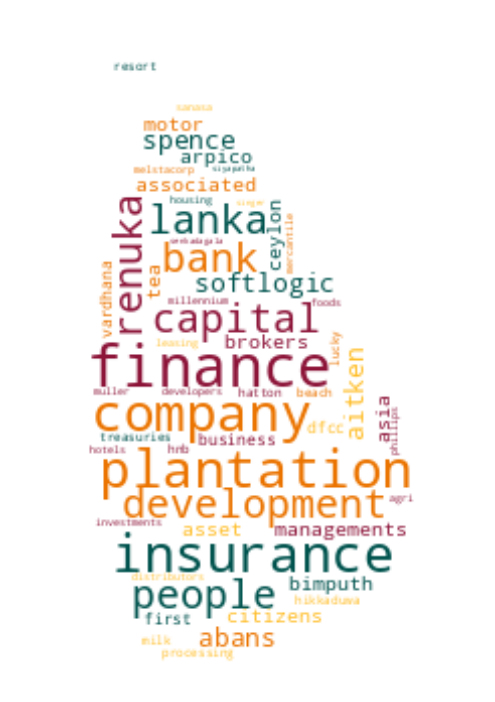 resort
sanasa
motor
spence
arpico
melstacorp siyapatha
associated
housing singer
renuka
lanka
ceylon
mercantile
seekadagala
bank
vardhana
tea
softlogic
millennium foods
capital
brokers
lucky
leasing
finance
aitken
muller developers hatton beach
asia
phillips
company
dfcc
treasuries business
hotels hnb
plantation
development
agri
investments
asset managements
insurance
distributors
people bimputh
hikkaduwa
first citizens
milk abans
processing